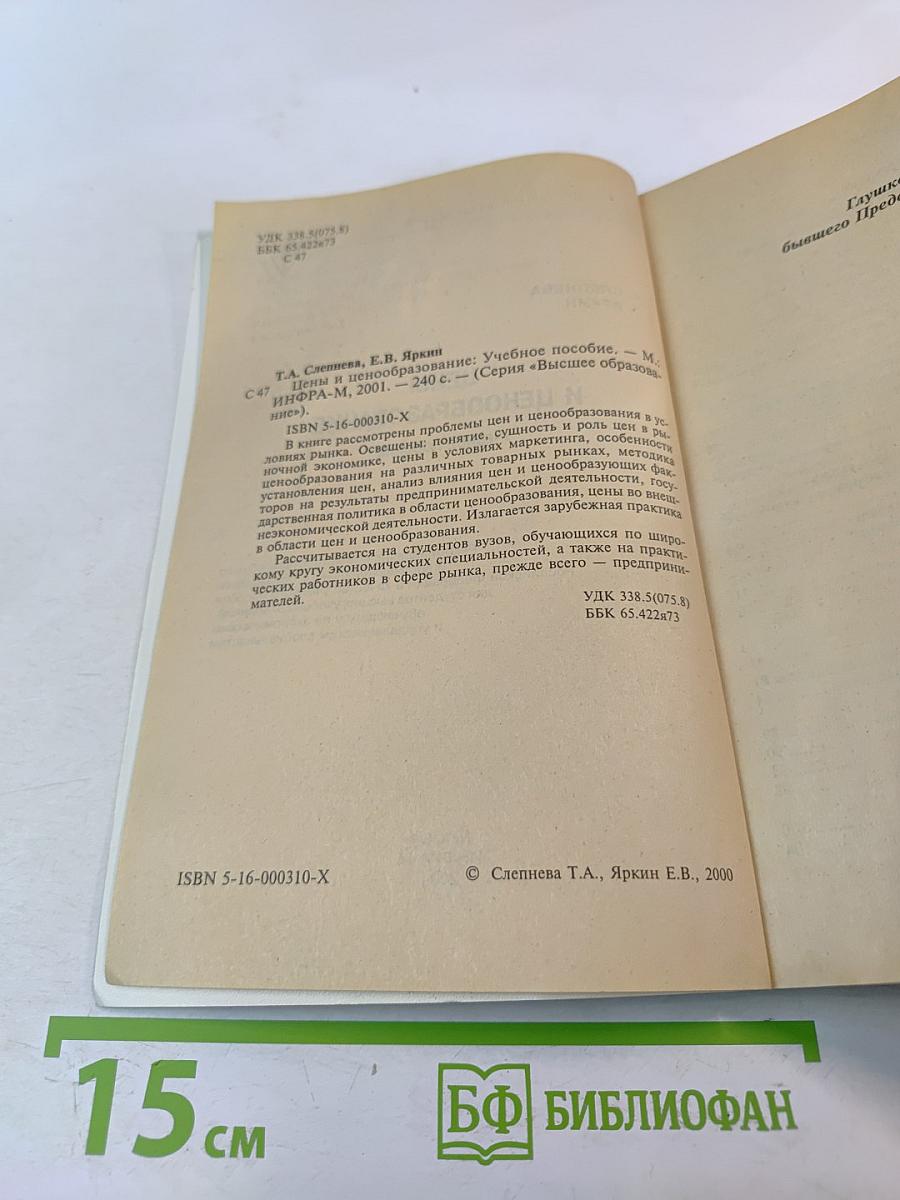 УДК 338.5(075.8)
ББК 65.422я73
С 47
Т.А. Слепнева, Е.В. Яркин
С 47 Цены и ценообразование: Учебное пособие. — М.:
ИНФРА-М, 2001. — 240 с. — (Серия «Высшее образова-
ние»).
ISBN 5-16-000310-X
В книге рассмотрены проблемы цен и ценообразования в ус-
ловиях рынка. Освещены: понятие, сущность и роль цен в ры-
ночной экономике, цены в условиях маркетинга, особенности
ценообразования на различных товарных рынках, методика
установления цен, анализ влияния цен и ценообразующих фак-
торов на результаты предпринимательской деятельности, госу-
дарственная политика в области ценообразования, цены во внеш-
неэкономической деятельности. Излагается зарубежная практика
в области цен и ценообразования.
Рассчитывается на студентов вузов, обучающихся по широ-
кому кругу экономических специальностей, а также на практи-
ческих работников в сфере рынка, прежде всего — предприни-
мателей.
УДК 338.5(075.8)
ББК 65.422я73
ISBN 5-16-000310-X
© Слепнева Т.А., Яркин Е.В., 2000
Глушко
бывшего Предс
15 см
БФ БИБЛИОФАН